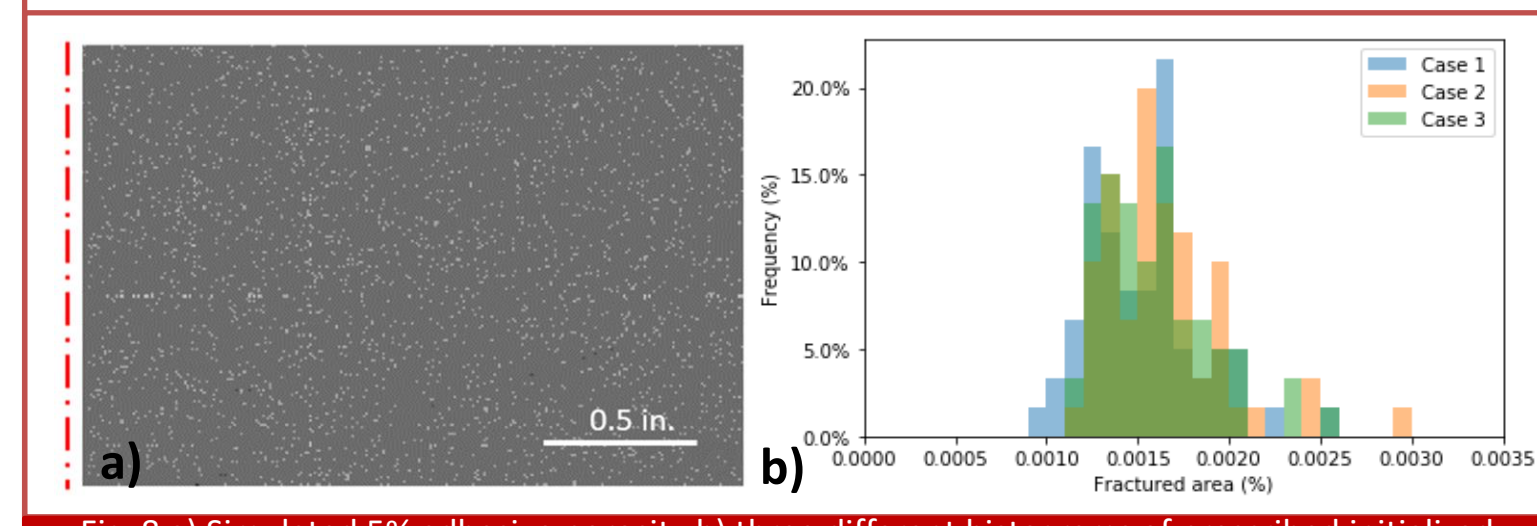 0.5 in.
a)
b)
Frequency (%)
20.0%
15.0%
10.0%
5.0%
0.0%
Case 1
Case 2
Case 3
0.0000 0.0005 0.0010 0.0015 0.0020 0.0025 0.0030 0.0035
Fractured area (%)